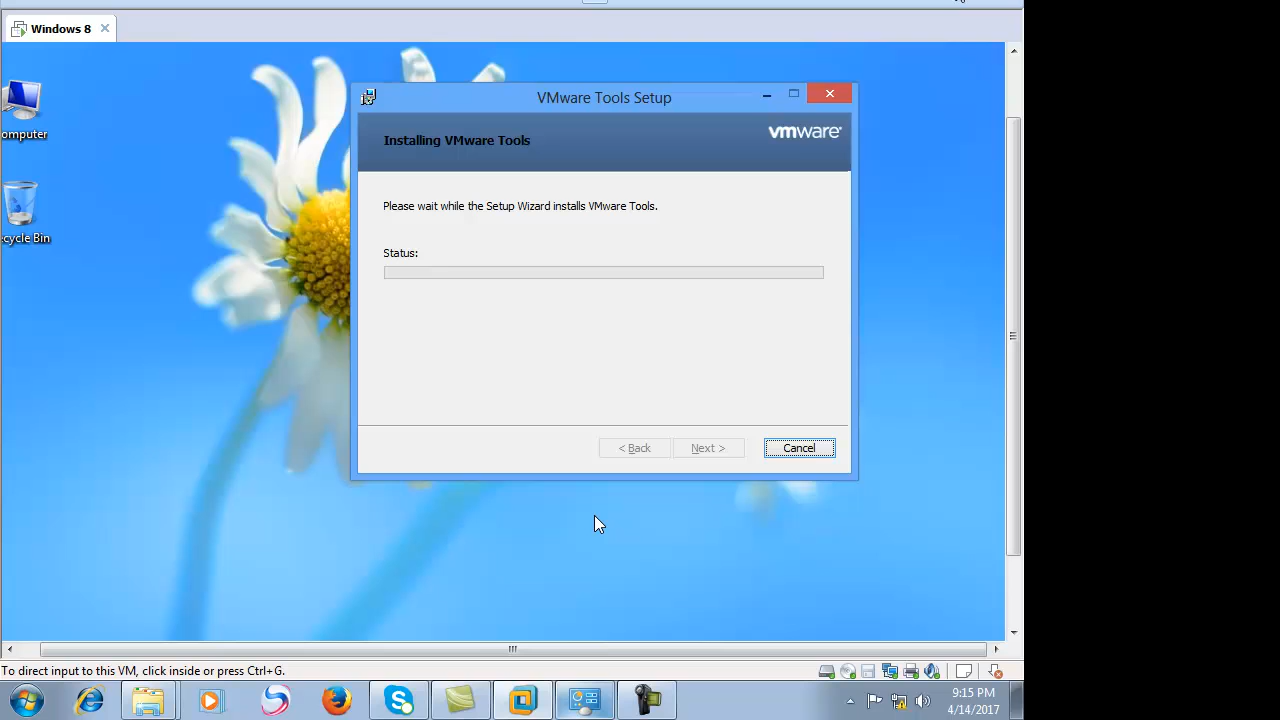 Windows 8
omputer
ecycle Bin
VMware Tools Setup
Installing VMware Tools
vmware®
Please wait while the Setup Wizard installs VMware Tools.
Status:
< Back
Next >
Cancel
To direct input to this VM, click inside or press Ctrl+G.
9:15 PM
4/14/2017